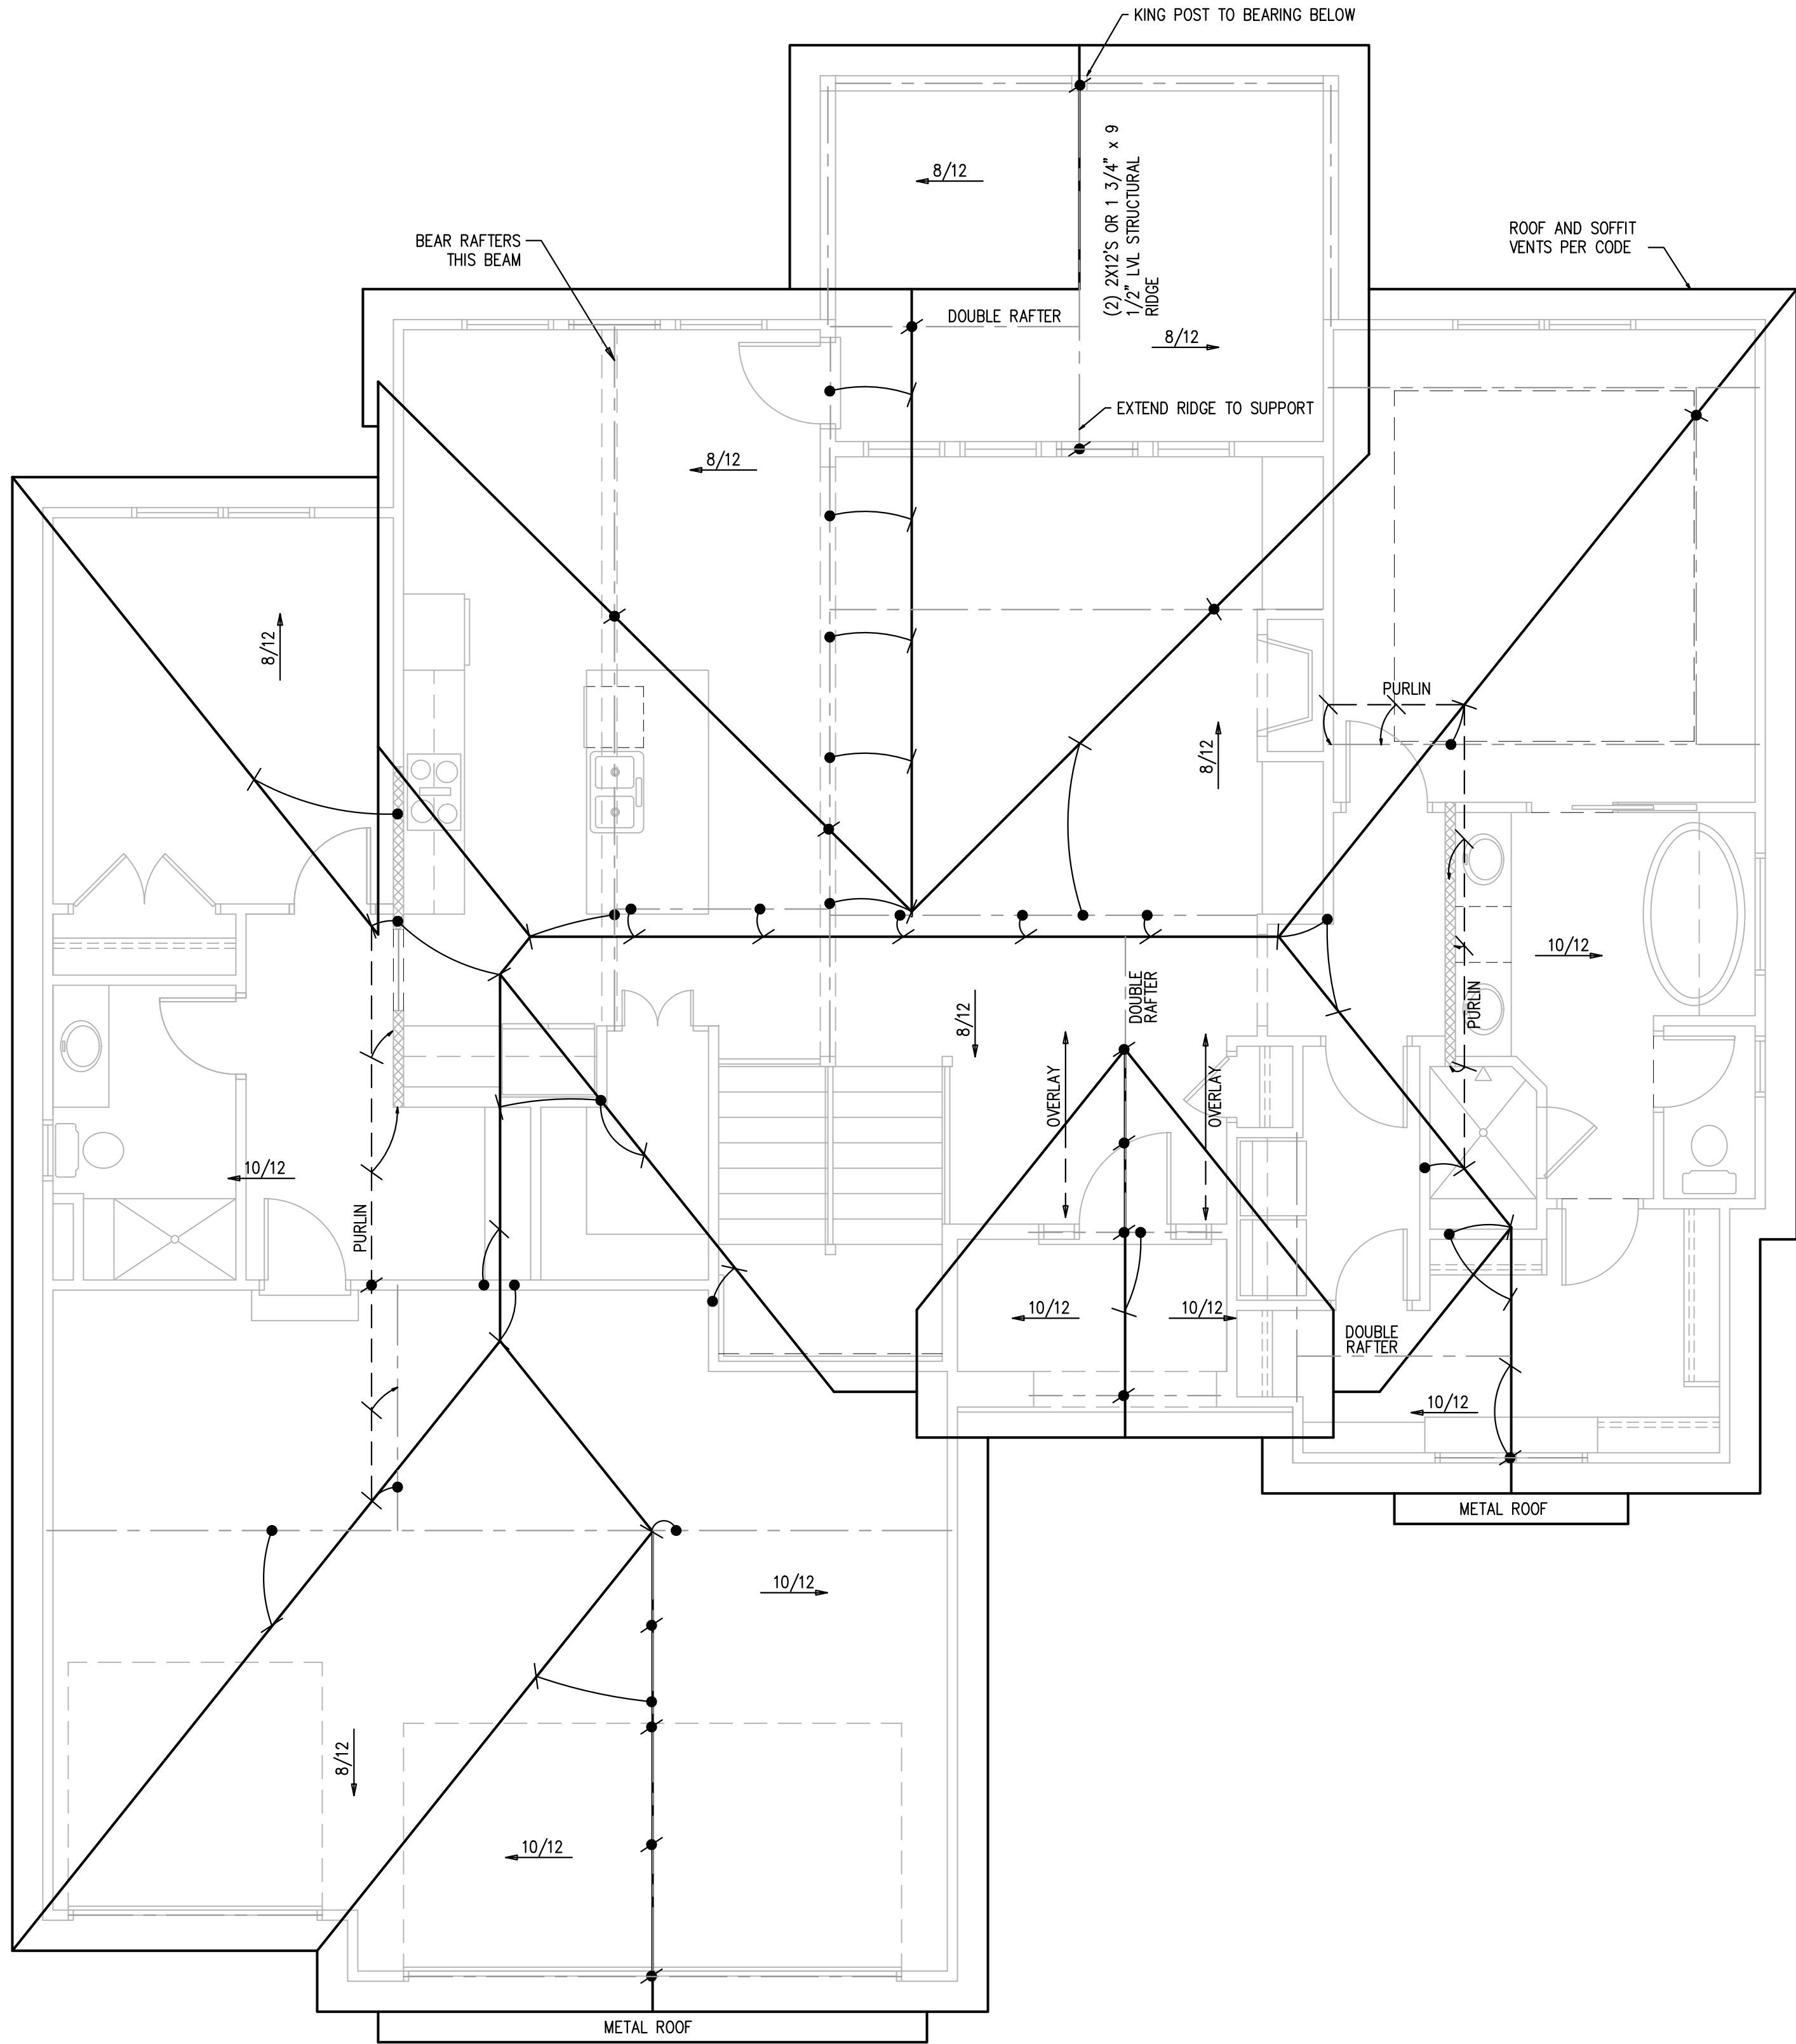 KING POST TO BEARING BELOW
8/12
(2) 2X12'S OR 1 3/4" x 9
1/2" LVL STRUCTURAL
RIDGE
BEAR RAFTERS
THIS BEAM
ROOF AND SOFFIT
VENTS PER CODE
DOUBLE RAFTER
8/12
EXTEND RIDGE TO SUPPORT
8/12
8/12
PURLIN
8/12
10/12
DOUBLE
RAFTER
PURLIN
8/12
OVERLAY
OVERLAY
10/12
PURLIN
10/12
10/12
DOUBLE
RAFTER
10/12
METAL ROOF
10/12
8/12
10/12
METAL ROOF